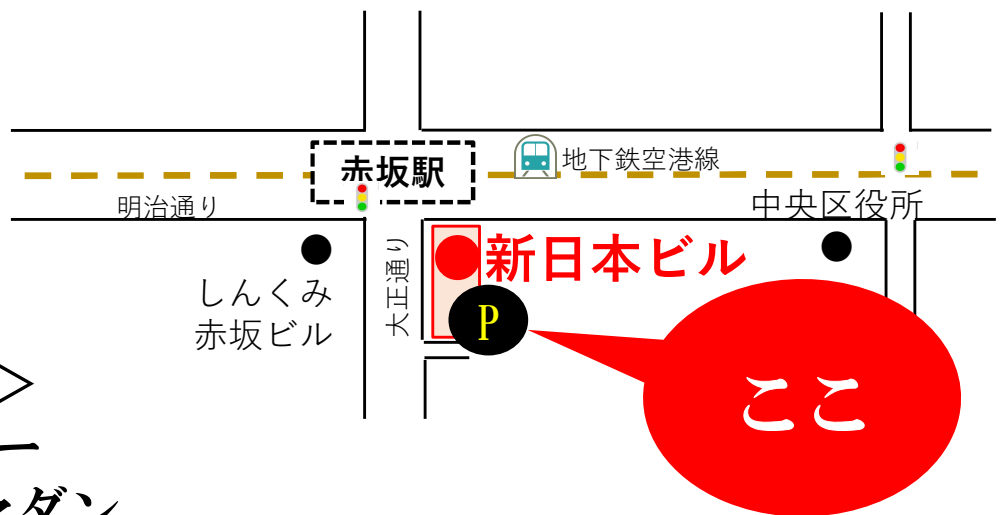 赤坂駅
地下鉄空港線
明治通り
中央区役所
大正通り
新日本ビル
しんくみ
赤坂ビル
P
ここ